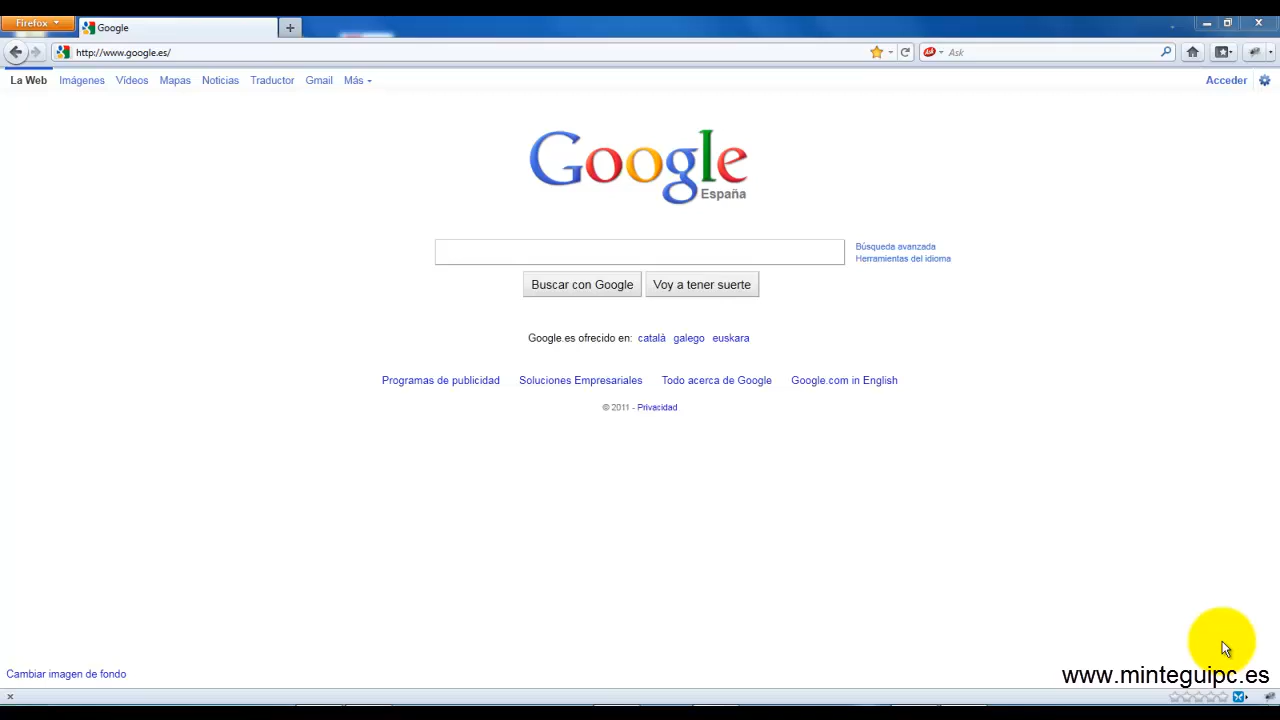 Firefox
Google
http://www.google.es/
Ask
La Web Imágenes Vídeos Mapas Noticias Traductor Gmail Más
Acceder
Google
España
Búsqueda avanzada
Herramientas del idioma
Buscar con Google Voy a tener suerte
Google.es ofrecido en: català galego euskara
Programas de publicidad Soluciones Empresariales Todo acerca de Google Google.com in English
© 2011 - Privacidad
Cambiar imagen de fondo
www.minteguipc.es